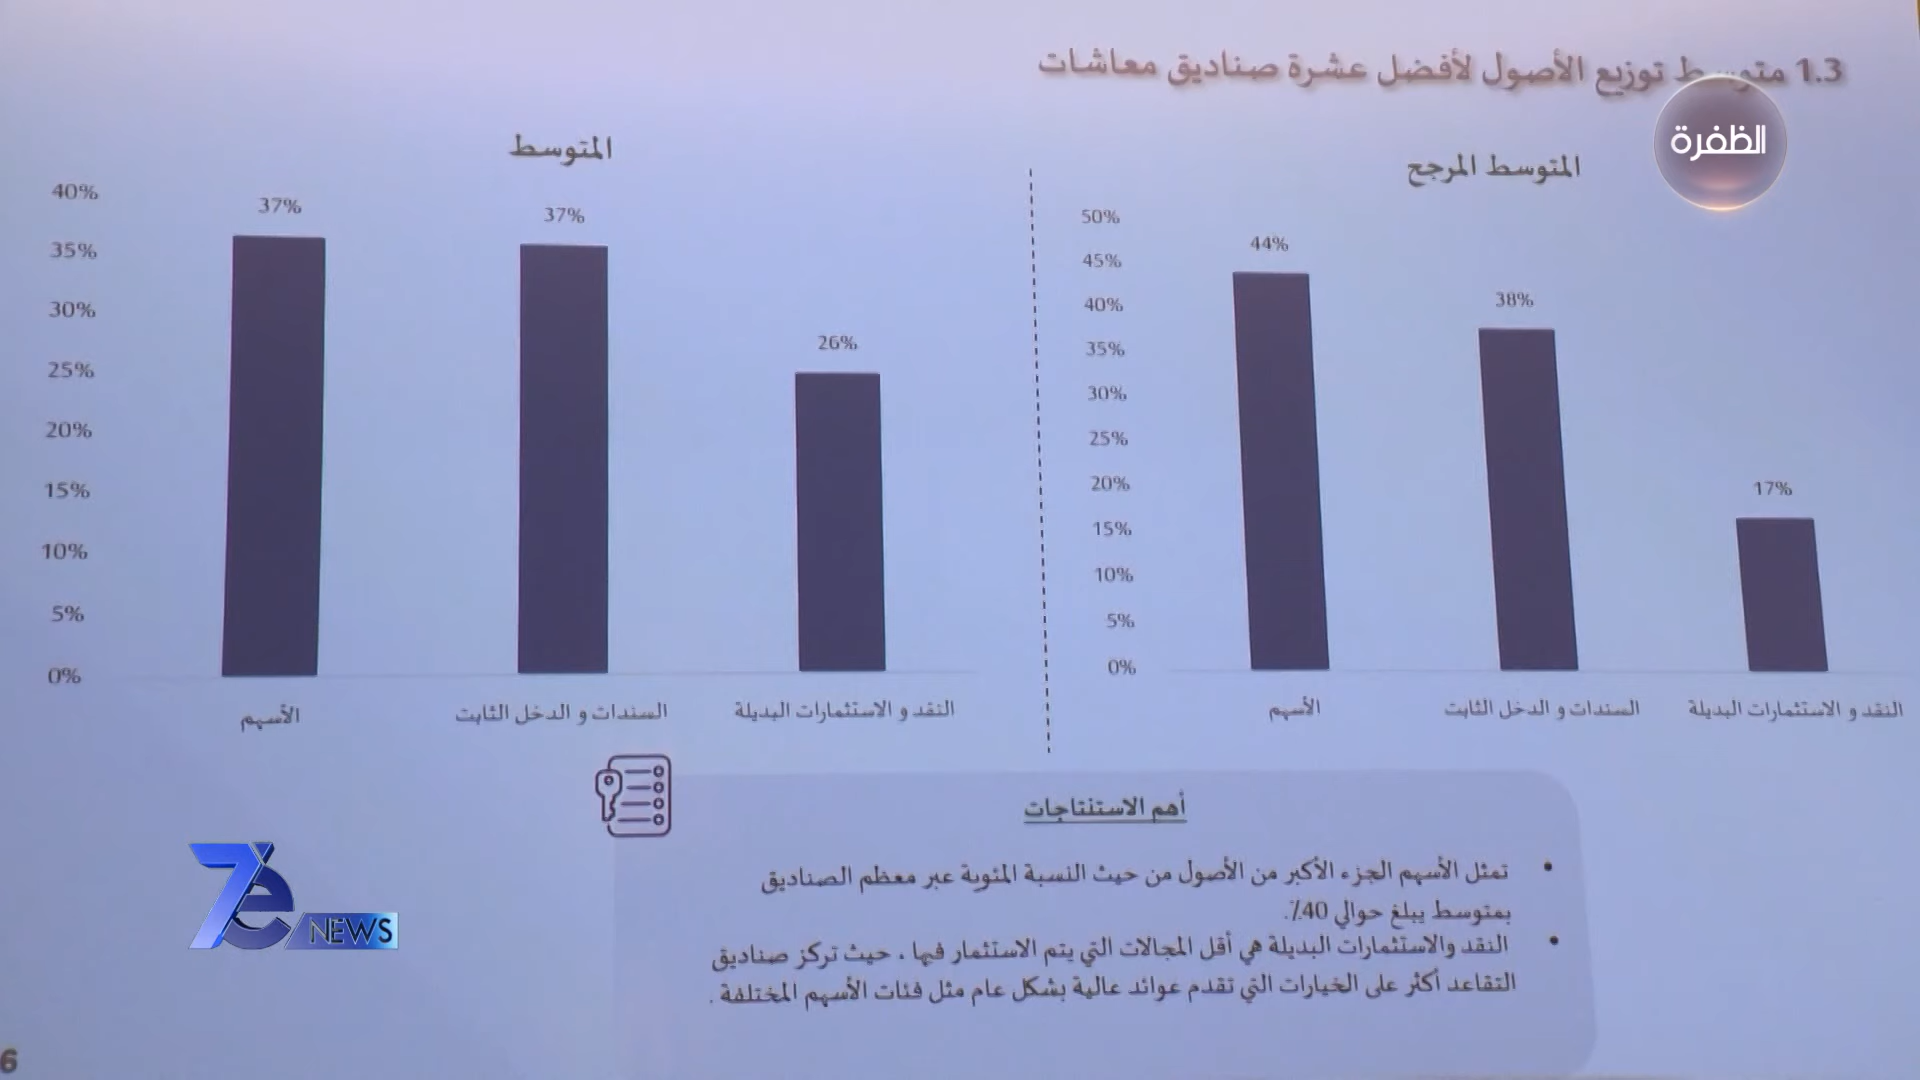 1.3 متوسط توزيع الأصول لأفضل عشرة صناديق معاشات
الظفرة
المتوسط المرجح
50%
45%
40%
35%
30%
25%
20%
15%
10%
5%
0%
44%
38%
17%
الأسهم
السندات و الدخل الثابت
النقد و الاستثمارات البديلة
المتوسط
40%
35%
30%
25%
20%
15%
10%
5%
0%
37%
37%
26%
الأسهم
السندات و الدخل الثابت
النقد و الاستثمارات البديلة
أهم الاستنتاجات
• تمثل الأسهم الجزء الأكبر من الأصول من حيث النسبة المئوية عبر معظم الصناديق
بمتوسط يبلغ حوالي 40٪.
• النقد والاستثمارات البديلة هي أقل المجالات التي يتم الاستثمار فيها ، حيث تركز صناديق
التقاعد أكثر على الخيارات التي تقدم عوائد عالية بشكل عام مثل فئات الأسهم المختلفة .
7e NEWS
6